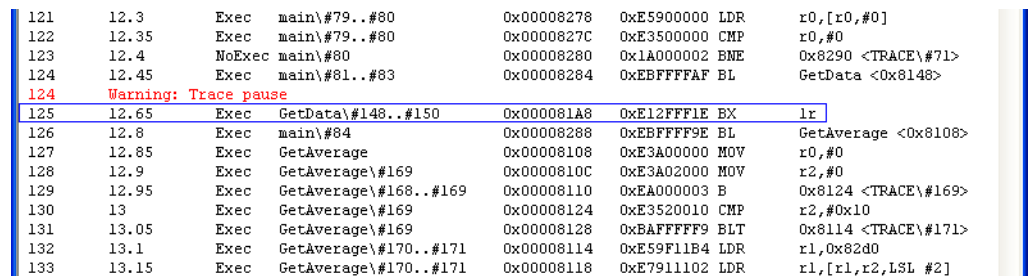 121 12.3 Exec main\#79..#80 0x00008278 0xE5900000 LDR r0,[r0,#0]
122 12.35 Exec main\#79..#80 0x0000827C 0xE3500000 CMP r0,#0
123 12.4 NoExec main\#80 0x00008280 0x1A000002 BNE 0x8290 <TRACE\#71>
124 12.45 Exec main\#81..#83 0x00008284 0xEBFFFFAF BL GetData <0x8148>
124 Warning: Trace pause
125 12.65 Exec GetData\#148..#150 0x000081A8 0xE12FFF1E BX lr
126 12.8 Exec main\#84 0x00008288 0xEBFFFF9E BL GetAverage <0x8108>
127 12.85 Exec GetAverage 0x00008108 0xE3A00000 MOV r0,#0
128 12.9 Exec GetAverage\#169 0x0000810C 0xE3A02000 MOV r2,#0
129 12.95 Exec GetAverage\#168..#169 0x00008110 0xEA000003 B 0x8124 <TRACE\#169>
130 13 Exec GetAverage\#169 0x00008124 0xE3520010 CMP r2,#0x10
131 13.05 Exec GetAverage\#169 0x00008128 0xBAFFFFF9 BLT 0x8114 <TRACE\#171>
132 13.1 Exec GetAverage\#170..#171 0x00008114 0xE59F11B4 LDR r1,0x82d0
133 13.15 Exec GetAverage\#170..#171 0x00008118 0xE7911102 LDR r1,[r1,r2,LSL #2]